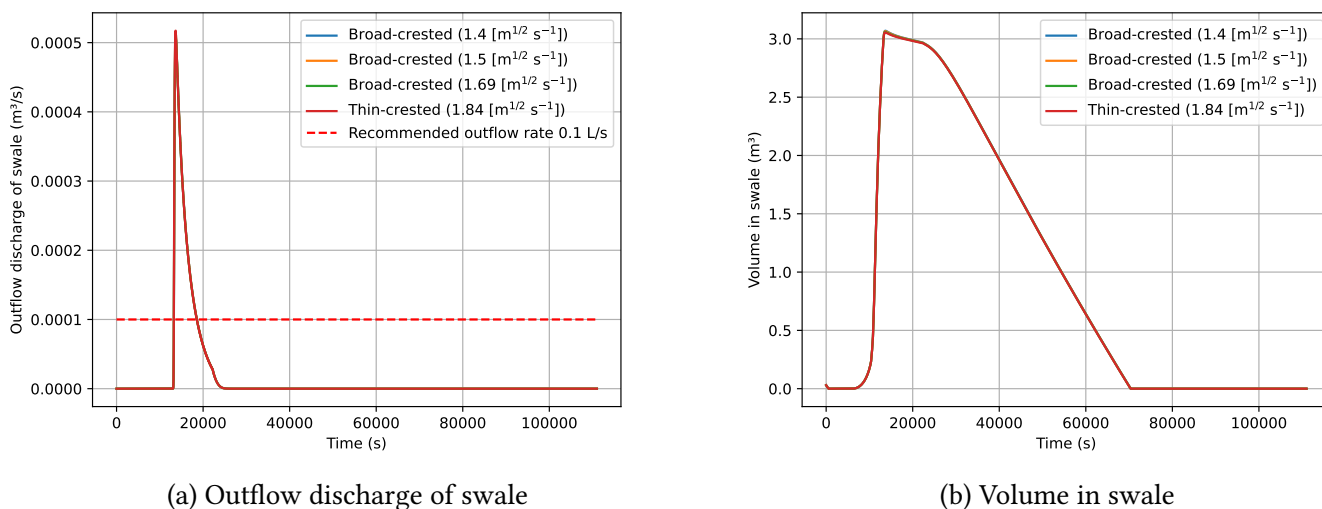 0.0005
0.0004
0.0003
0.0002
0.0001
0.0000
Outflow discharge of swale (m³/s)
Broad-crested (1.4 [m^{1/2} s⁻¹])
Broad-crested (1.5 [m^{1/2} s⁻¹])
Broad-crested (1.69 [m^{1/2} s⁻¹])
Thin-crested (1.84 [m^{1/2} s⁻¹])
Recommended outflow rate 0.1 L/s
0 20000 40000 60000 80000 100000
Time (s)
(a) Outflow discharge of swale
3.0
2.5
2.0
1.5
1.0
0.5
0.0
Volume in swale (m³)
Broad-crested (1.4 [m^{1/2} s⁻¹])
Broad-crested (1.5 [m^{1/2} s⁻¹])
Broad-crested (1.69 [m^{1/2} s⁻¹])
Thin-crested (1.84 [m^{1/2} s⁻¹])
0 20000 40000 60000 80000 100000
Time (s)
(b) Volume in swale